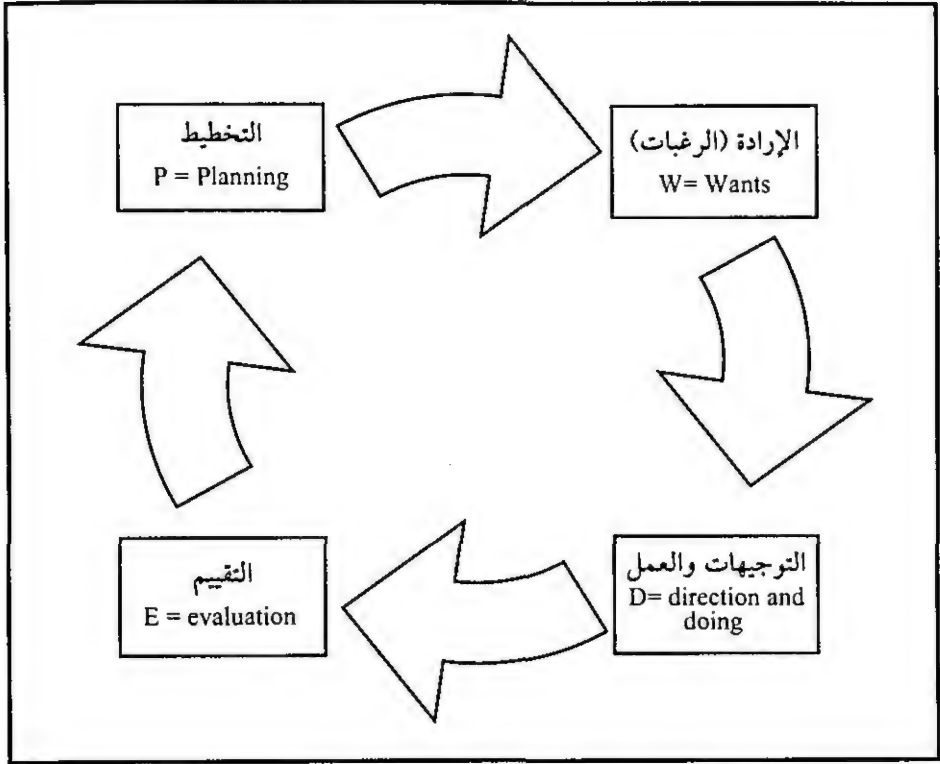 الإرادة (الرغبات)
W= Wants
التخطيط
P = Planning
التوجيهات والعمل
D= direction and
doing
التقييم
E = evaluation